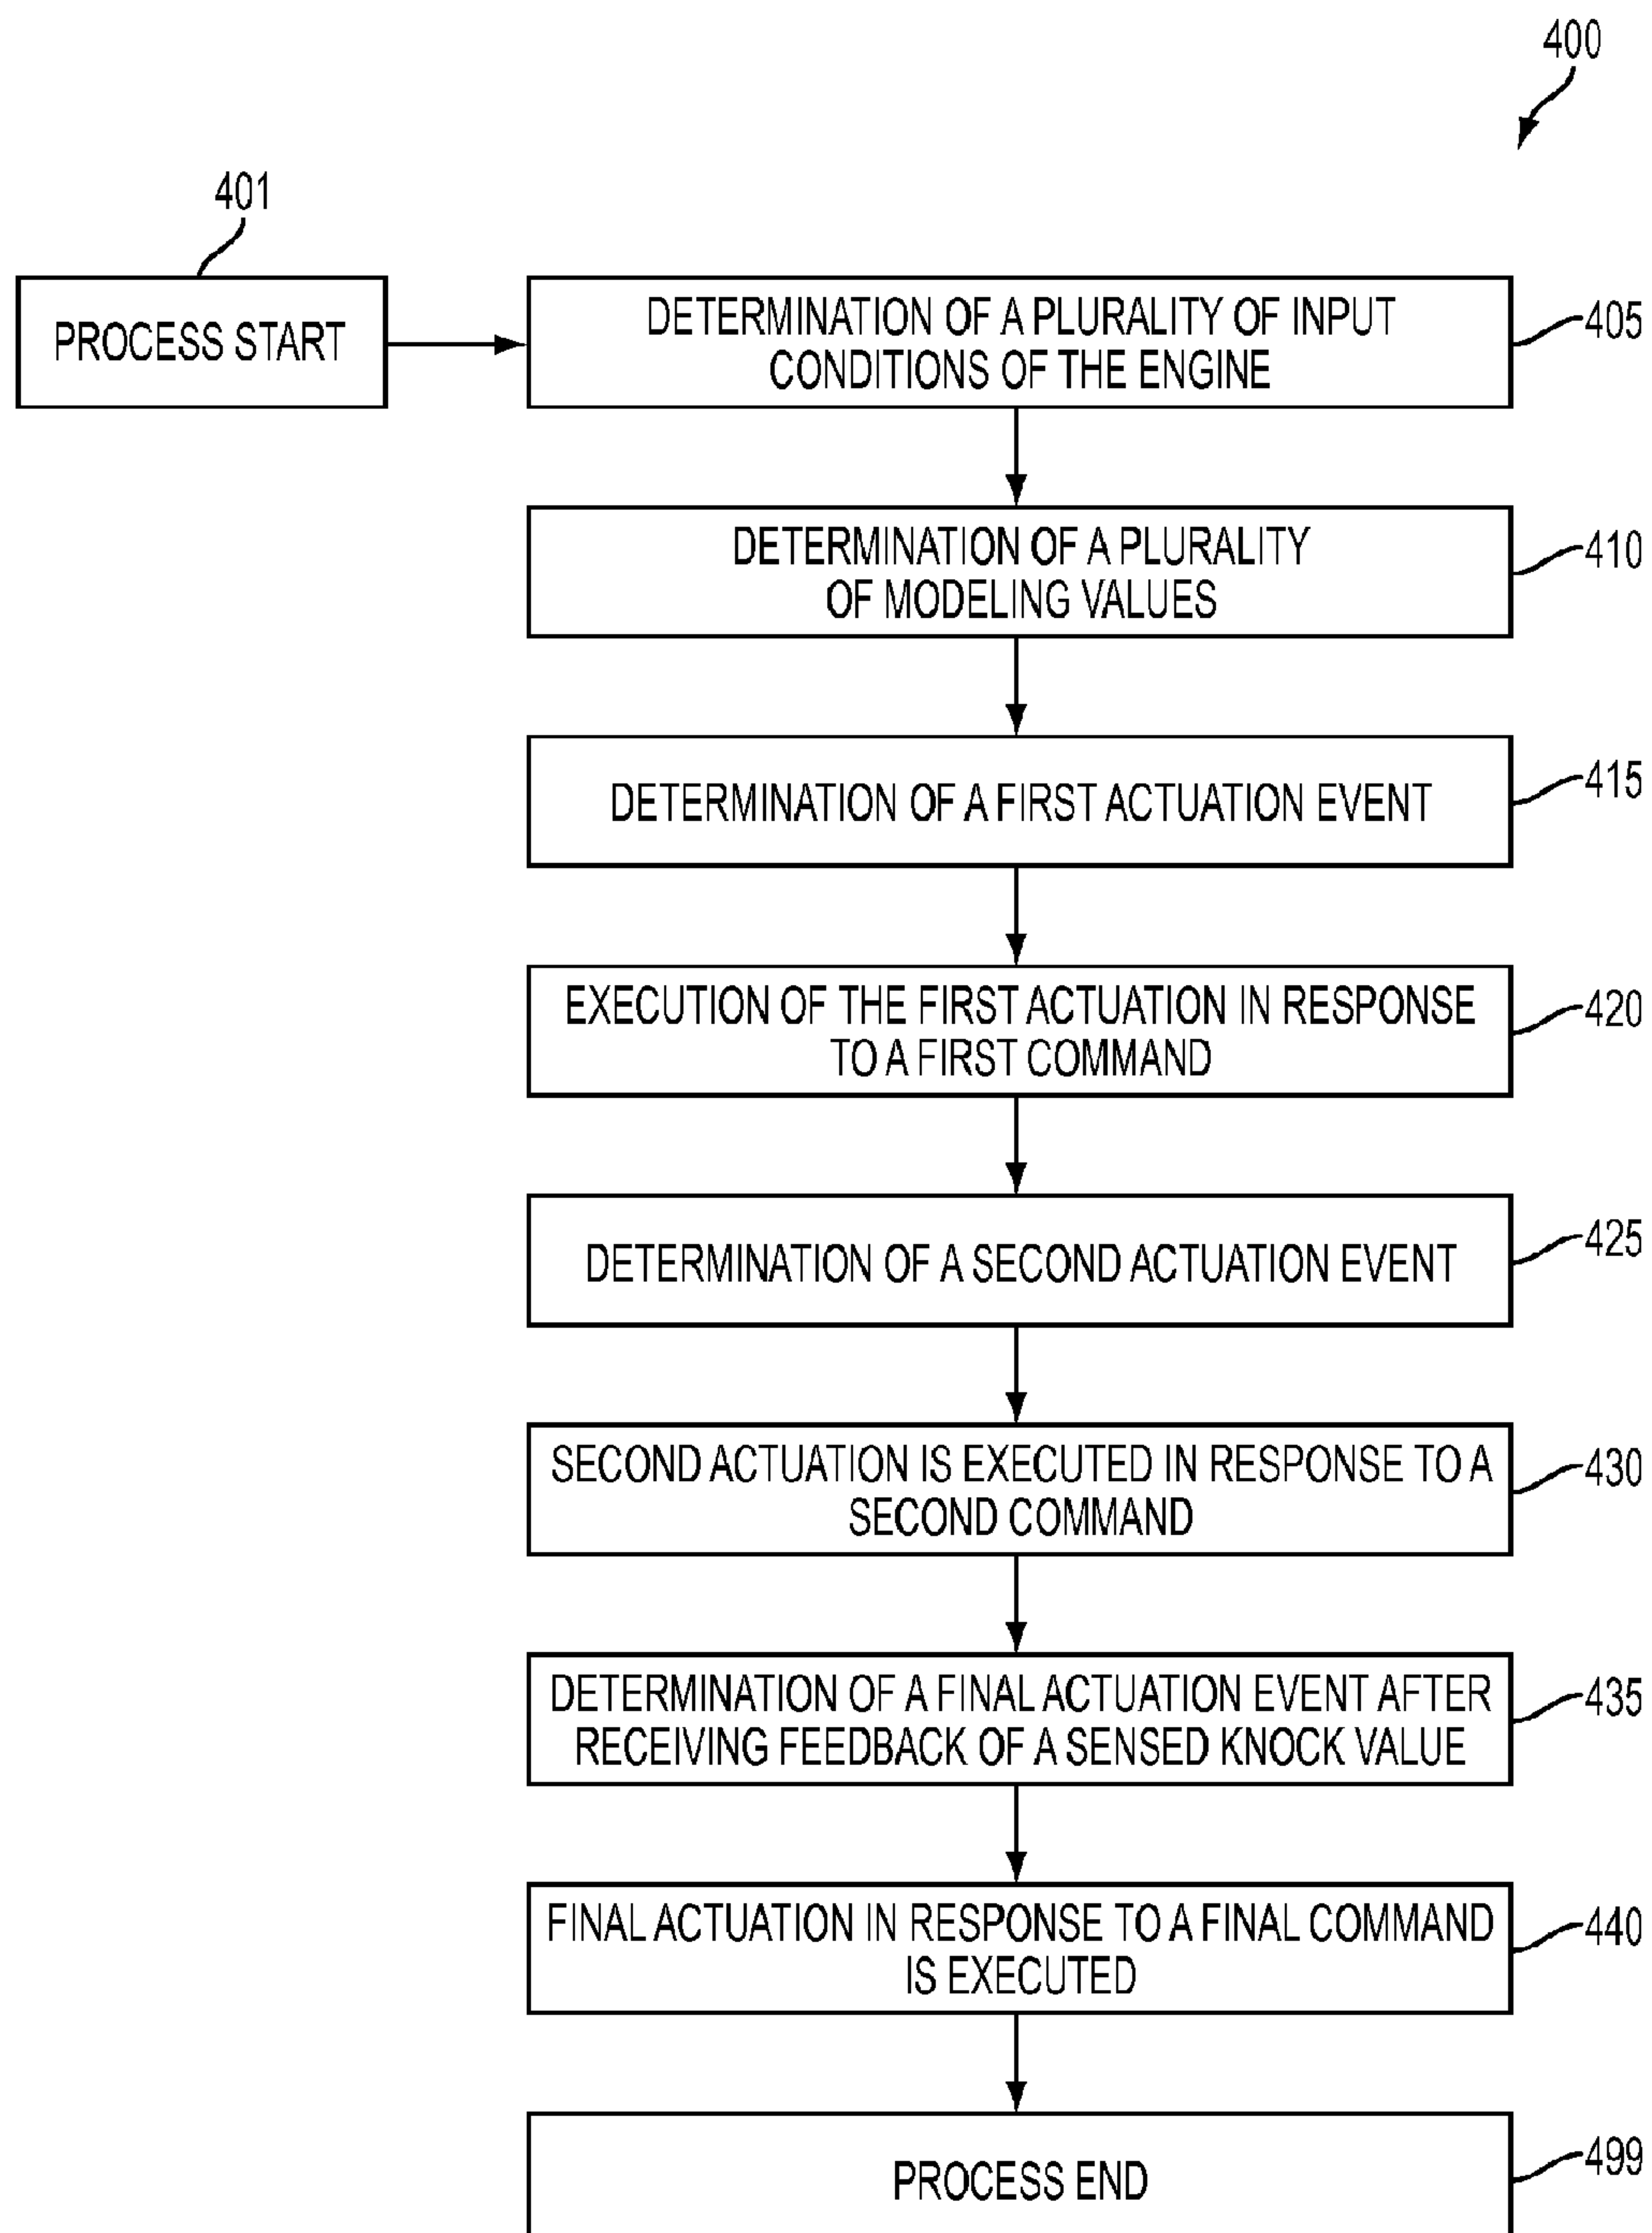 400
401
PROCESS START
DETERMINATION OF A PLURALITY OF INPUT
CONDITIONS OF THE ENGINE
405
DETERMINATION OF A PLURALITY
OF MODELING VALUES
410
DETERMINATION OF A FIRST ACTUATION EVENT
415
EXECUTION OF THE FIRST ACTUATION IN RESPONSE
TO A FIRST COMMAND
420
DETERMINATION OF A SECOND ACTUATION EVENT
425
SECOND ACTUATION IS EXECUTED IN RESPONSE TO A
SECOND COMMAND
430
DETERMINATION OF A FINAL ACTUATION EVENT AFTER
RECEIVING FEEDBACK OF A SENSED KNOCK VALUE
435
FINAL ACTUATION IN RESPONSE TO A FINAL COMMAND
IS EXECUTED
440
PROCESS END
499